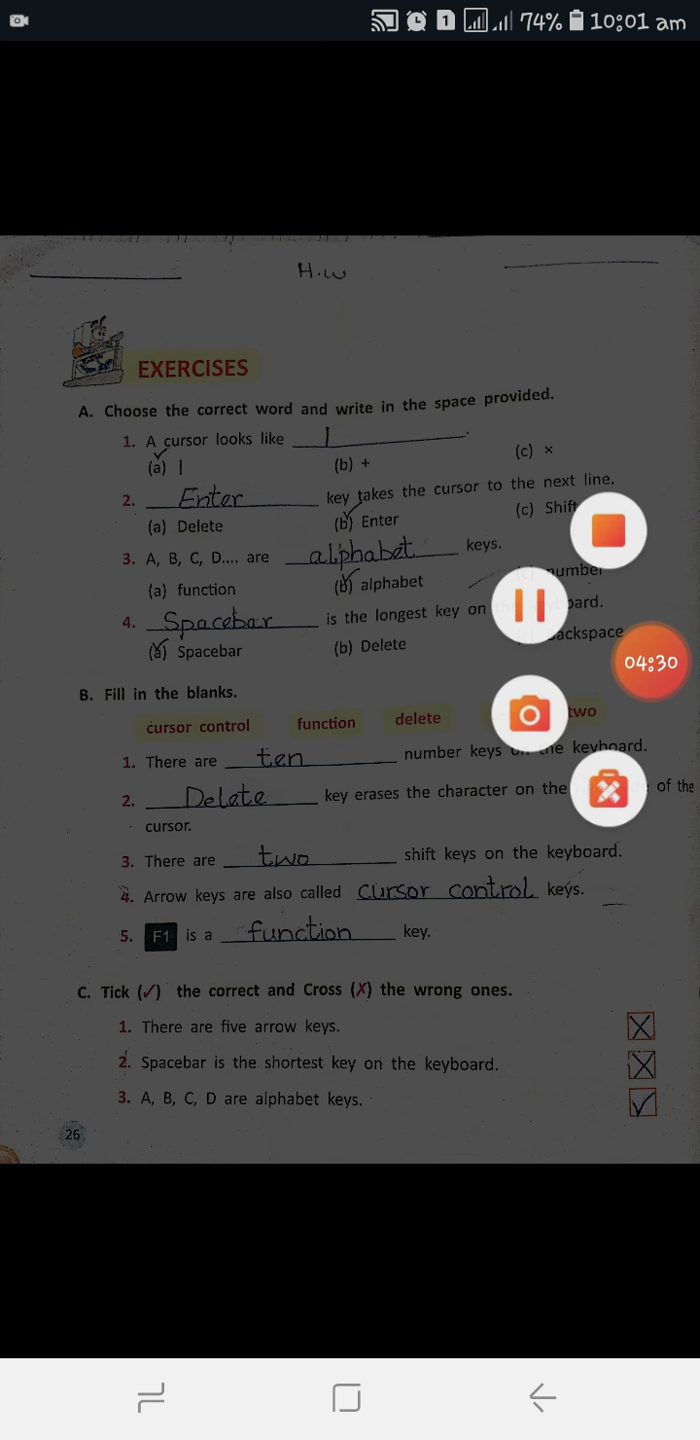 74% 10:01 am
H.W
EXERCISES
A. Choose the correct word and write in the space provided.
1. A cursor looks like |.
(a) | (b) + (c) ×
2. Enter key takes the cursor to the next line.
(a) Delete (b) Enter (c) Shift
3. A, B, C, D.... are alphabet keys.
(a) function (b) alphabet number
4. Spacebar is the longest key on
(a) Spacebar (b) Delete
04:30
B. Fill in the blanks.
cursor control function delete two
1. There are ten number keys on the keyboard.
2. Delete key erases the character on the of the
cursor.
3. There are two shift keys on the keyboard.
4. Arrow keys are also called cursor control keys.
5. F1 is a function key.
C. Tick (✓) the correct and Cross (✗) the wrong ones.
1. There are five arrow keys.
2. Spacebar is the shortest key on the keyboard.
3. A, B, C, D are alphabet keys.
26